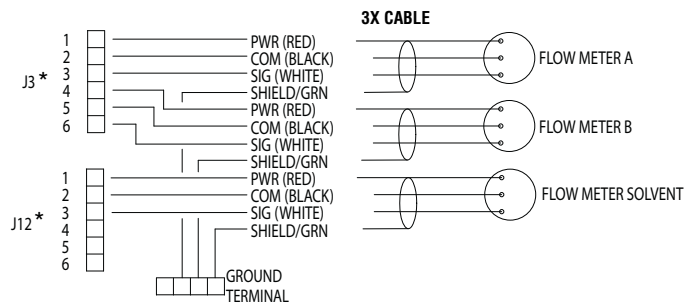 3X CABLE
J3*
1 PWR (RED)
2 COM (BLACK)
3 SIG (WHITE)
SHIELD/GRN
4 PWR (RED)
5 COM (BLACK)
6 SIG (WHITE)
SHIELD/GRN
FLOW METER A
FLOW METER B
J12*
1 PWR (RED)
2 COM (BLACK)
3 SIG (WHITE)
4 SHIELD/GRN
5
6
FLOW METER SOLVENT
GROUND
TERMINAL